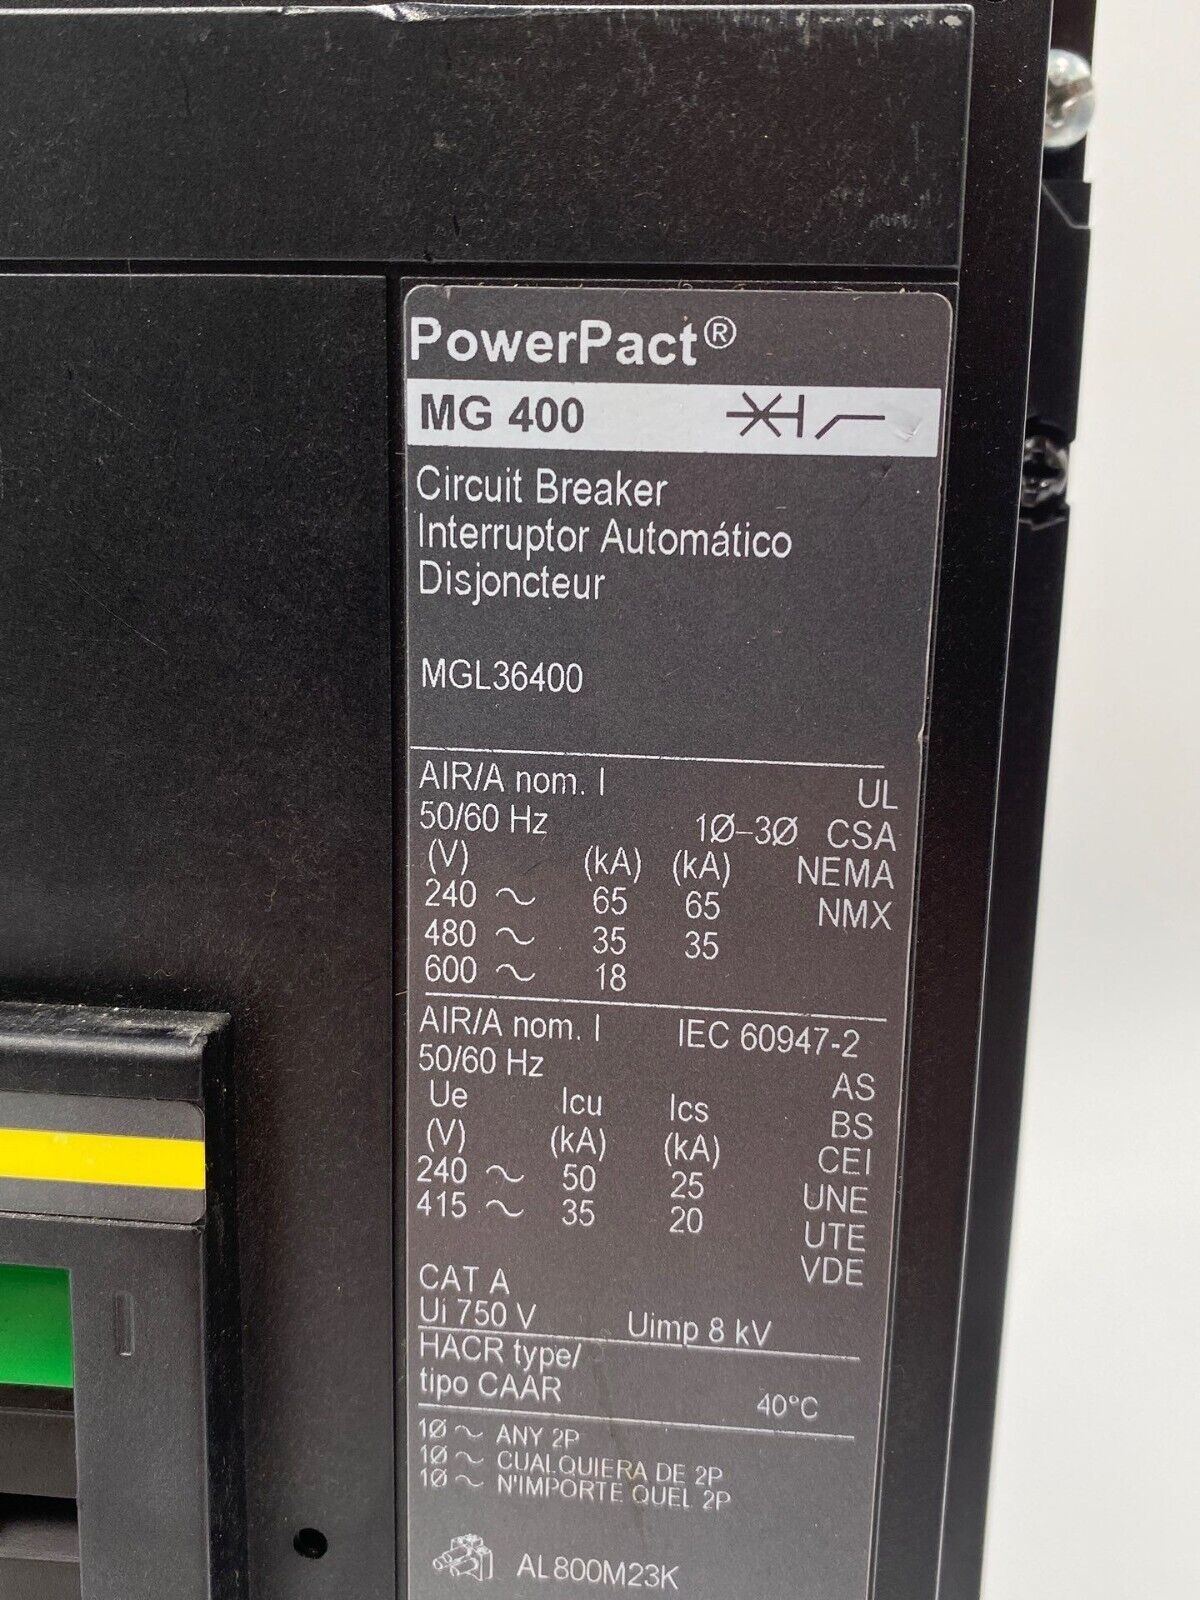 PowerPact®
MG 400
Circuit Breaker
Interruptor Automático
Disjoncteur
MGL36400
AIR/A nom. I UL
50/60 Hz 1Ø–3Ø CSA
(V) (kA) (kA) NEMA
240 ~ 65 65 NMX
480 ~ 35 35
600 ~ 18
AIR/A nom. I IEC 60947-2
50/60 Hz AS
Ue Icu Ics BS
(V) (kA) (kA) CEI
240 ~ 50 25 UNE
415 ~ 35 20 UTE
VDE
CAT A
Ui 750 V Uimp 8 kV
HACR type/
tipo CAAR 40°C
1Ø ~ ANY 2P
1Ø ~ CUALQUIERA DE 2P
1Ø ~ N'IMPORTE QUEL 2P
AL800M23K